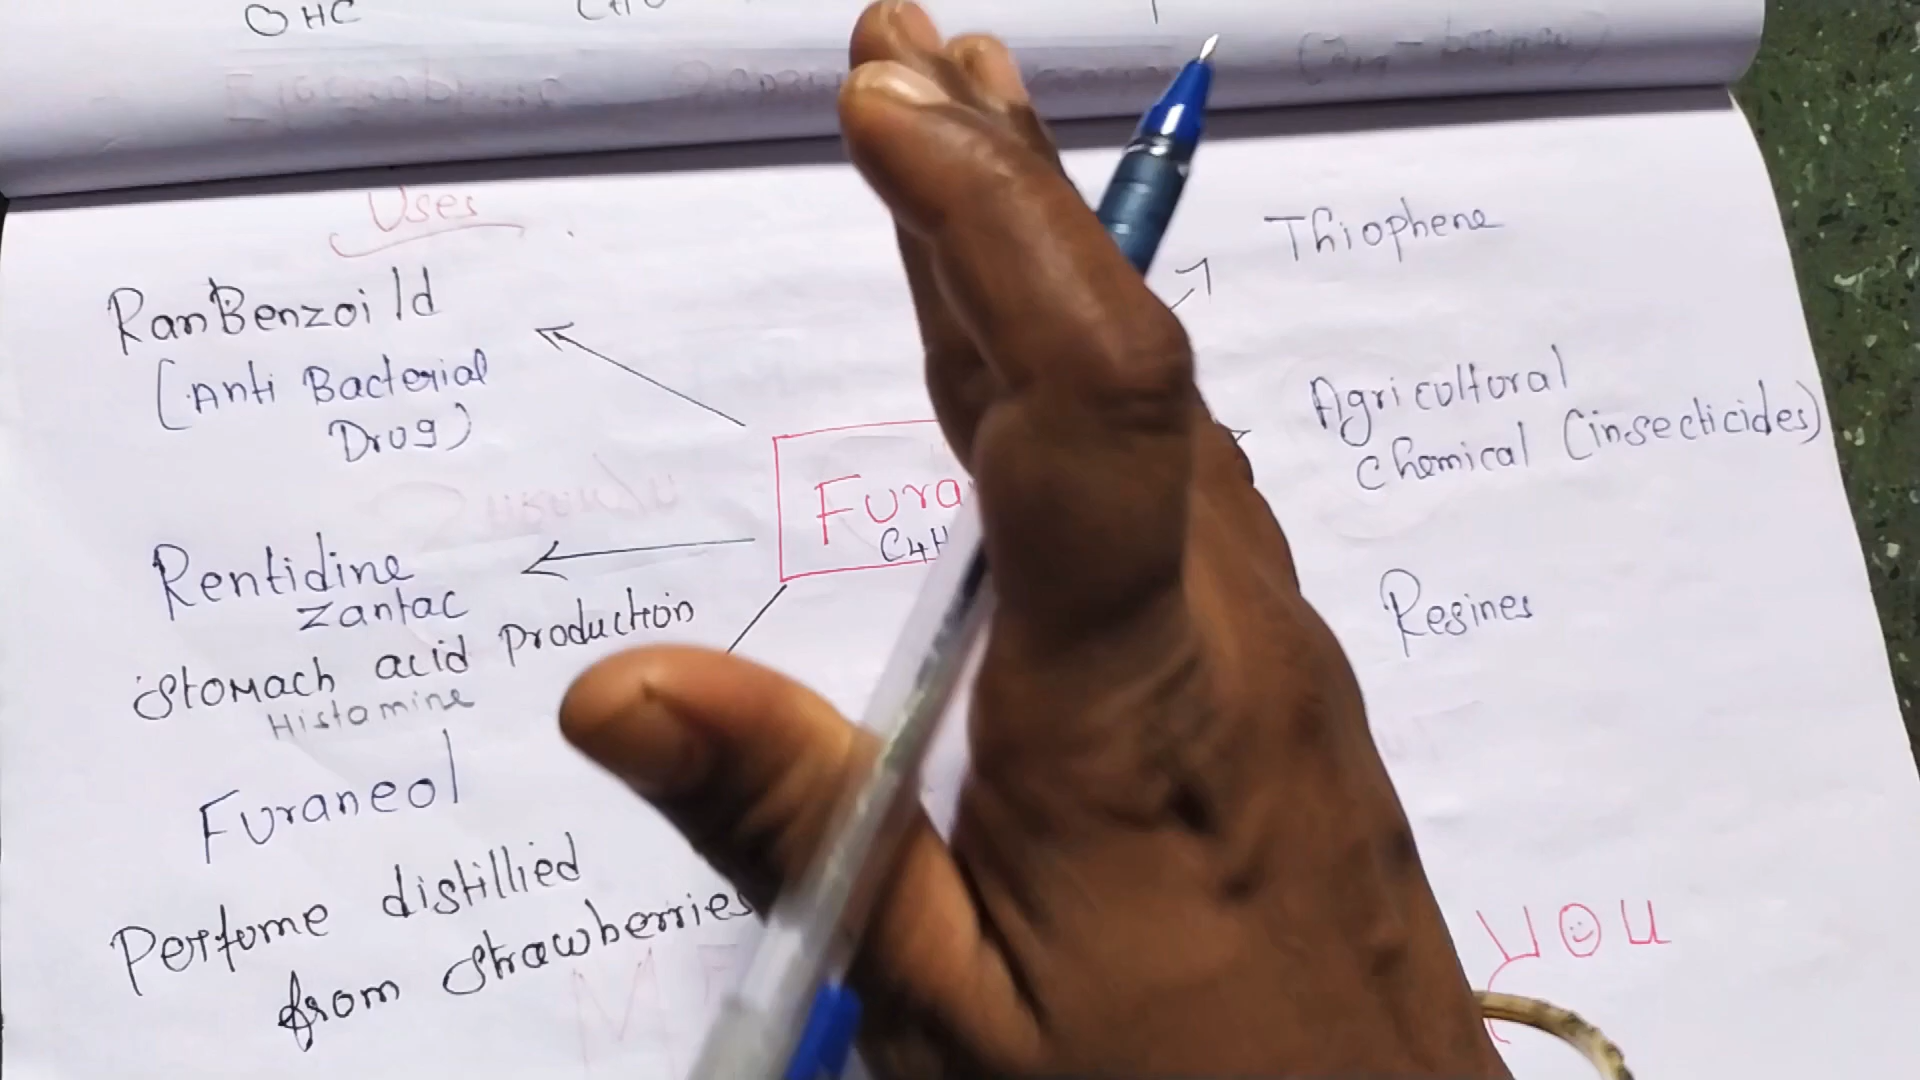 OHC
Uses
RanBenzoild
(Anti Bacterial
Drug)
Rentidine
Zantac
Stomach acid production
Histamine
Furaneol
Perfume distillied
from strawberries
Fura
C4H
Thiophene
Agricultural
chemical (insecticides)
Resines
YOU